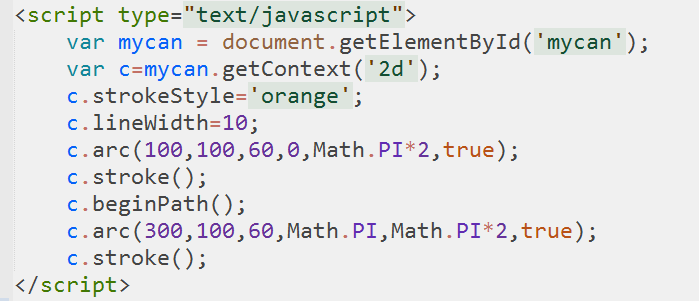 <script type="text/javascript">
var mycan = document.getElementById('mycan');
var c=mycan.getContext('2d');
c.strokeStyle='orange';
c.lineWidth=10;
c.arc(100,100,60,0,Math.PI*2,true);
c.stroke();
c.beginPath();
c.arc(300,100,60,Math.PI,Math.PI*2,true);
c.stroke();
</script>